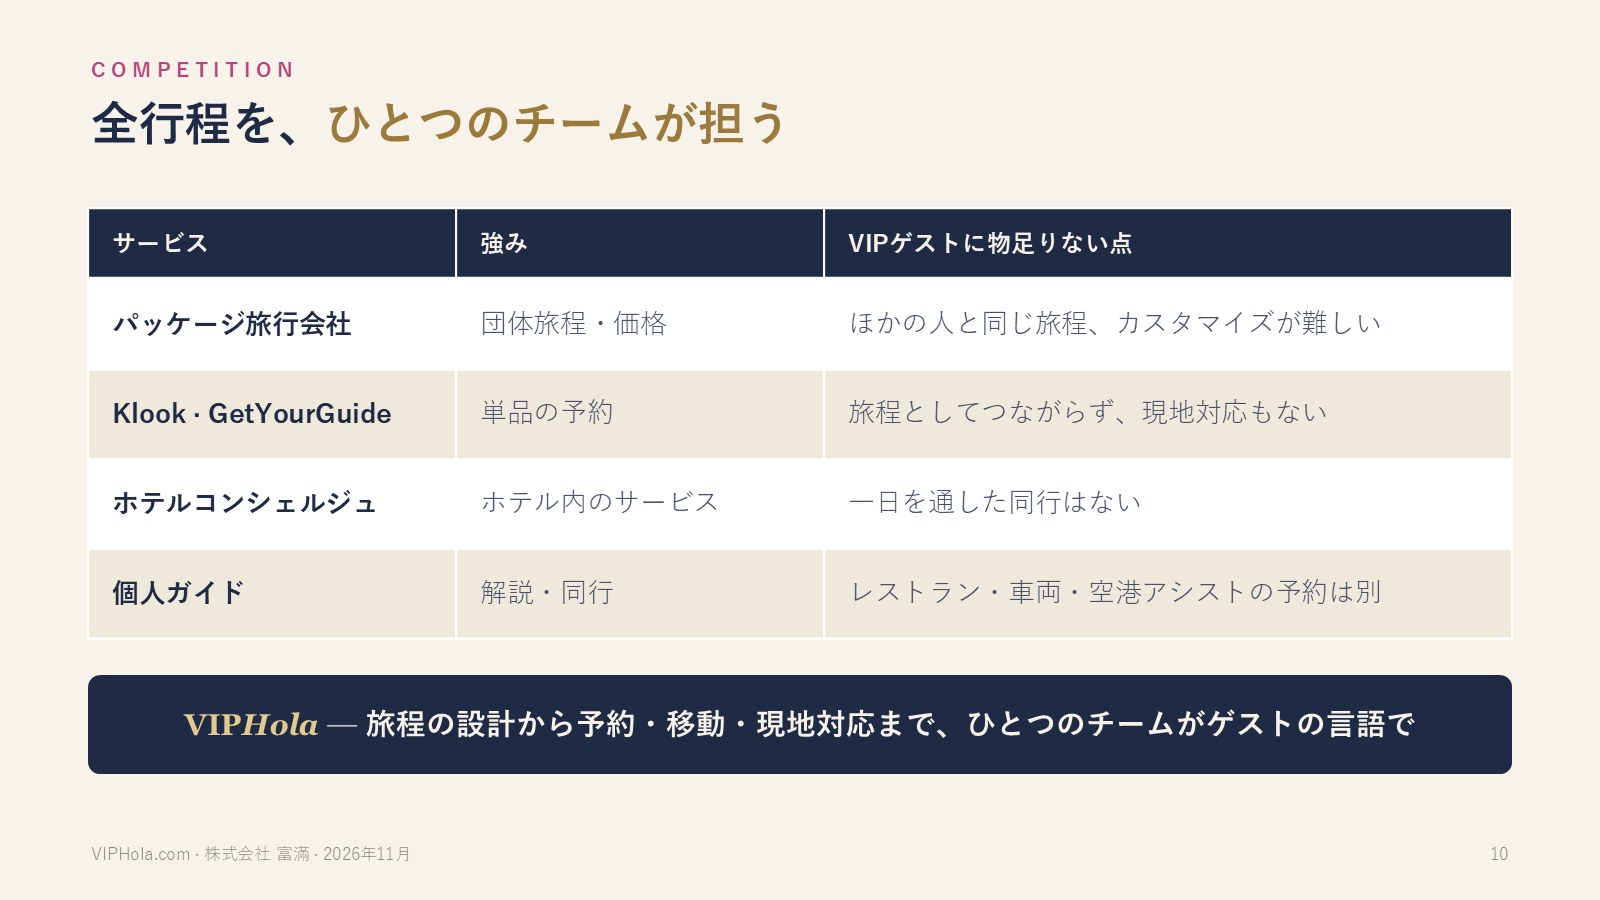 COMPETITION
全行程を、ひとつのチームが担う
サービス 強み VIPゲストに物足りない点
パッケージ旅行会社 団体旅程・価格 ほかの人と同じ旅程、カスタマイズが難しい
Klook · GetYourGuide 単品の予約 旅程としてつながらず、現地対応もない
ホテルコンシェルジュ ホテル内のサービス 一日を通した同行はない
個人ガイド 解説・同行 レストラン・車両・空港アシストの予約は別
VIPHola — 旅程の設計から予約・移動・現地対応まで、ひとつのチームがゲストの言語で
VIPHola.com · 株式会社 富滿 · 2026年11月 10